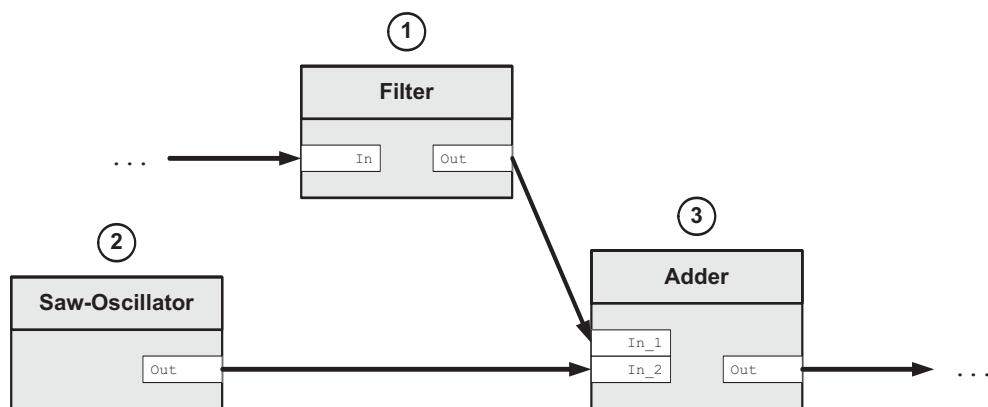 1
Filter
... In Out
3
2
Adder
Saw-Oscillator
In_1
Out In_2 Out ...